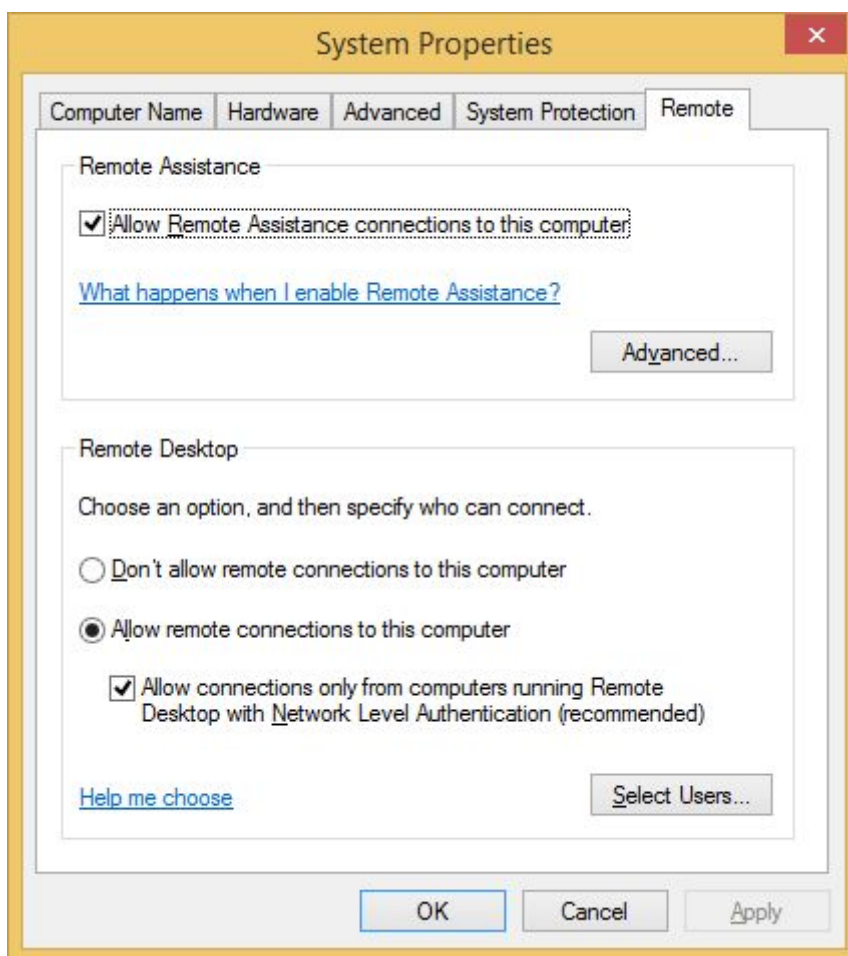 System Properties
Computer Name Hardware Advanced System Protection Remote
Remote Assistance
Allow Remote Assistance connections to this computer
What happens when I enable Remote Assistance?
Advanced...
Remote Desktop
Choose an option, and then specify who can connect.
Don't allow remote connections to this computer
Allow remote connections to this computer
Allow connections only from computers running Remote
Desktop with Network Level Authentication (recommended)
Help me choose
Select Users...
OK Cancel Apply